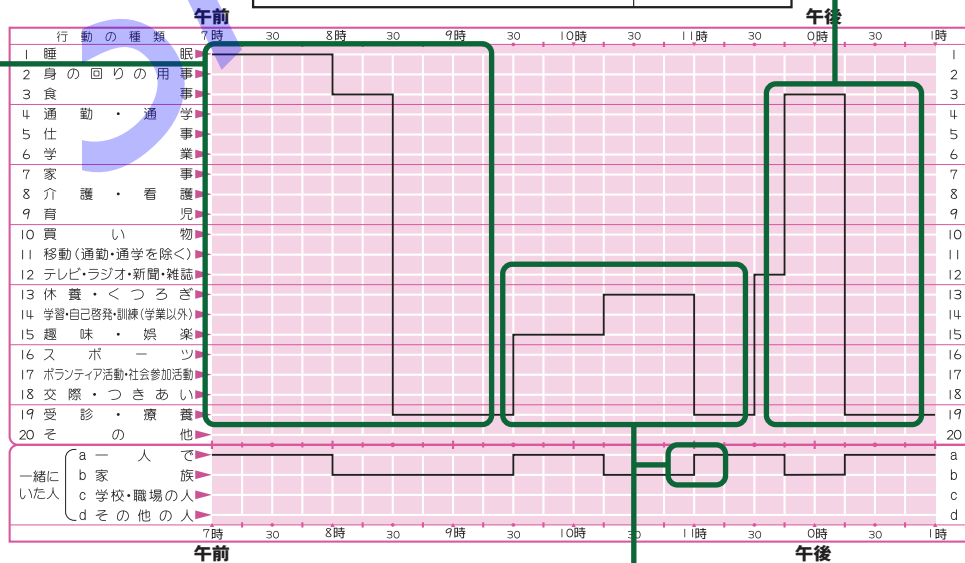 午前 午後
行動の種類 7時 30 8時 30 9時 30 10時 30 11時 30 0時 30 1時
1 睡眠 1
2 身の回りの用事 2
3 食事 3
4 通勤・通学 4
5 仕事 5
6 学業 6
7 家事 7
8 介護・看護 8
9 育児 9
10 買い物 10
11 移動(通勤・通学を除く) 11
12 テレビ・ラジオ・新聞・雑誌 12
13 休養・くつろぎ 13
14 学習・自己啓発・訓練(学業以外) 14
15 趣味・娯楽 15
16 スポーツ 16
17 ボランティア活動・社会参加活動 17
18 交際・つきあい 18
19 受診・療養 19
20 その他 20
一緒にいた人
a 一人で a
b 家族 b
c 学校・職場の人 c
d その他の人 d
7時 30 8時 30 9時 30 10時 30 11時 30 0時 30 1時
午前 午後